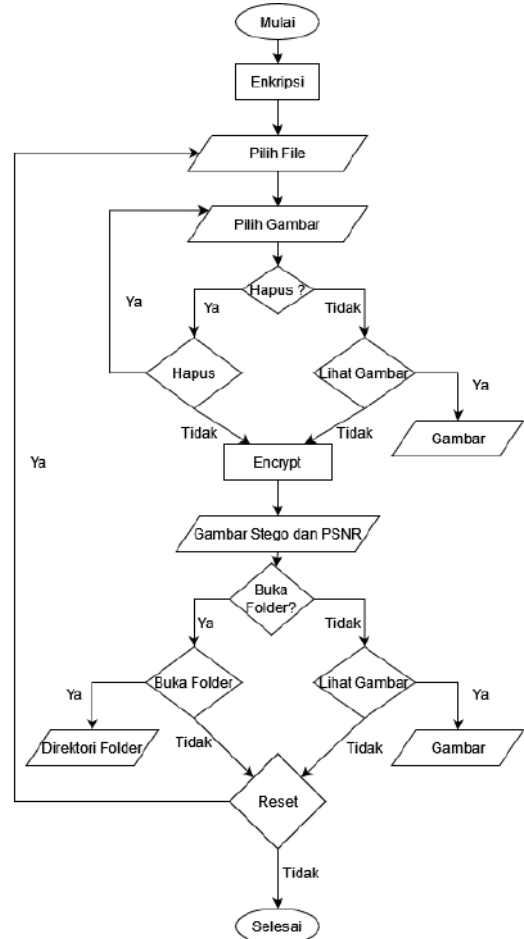 Mulai
Enkripsi
Pilih File
Pilih Gambar
Hapus ?
Ya
Ya
Tidak
Hapus
Lihat Gambar
Ya
Tidak
Tidak
Gambar
Encrypt
Ya
Gambar Stego dan PSNR
Buka
Folder?
Ya
Tidak
Buka Folder
Lihat Gambar
Ya
Ya
Direktori Folder
Tidak
Tidak
Gambar
Reset
Tidak
Selesai